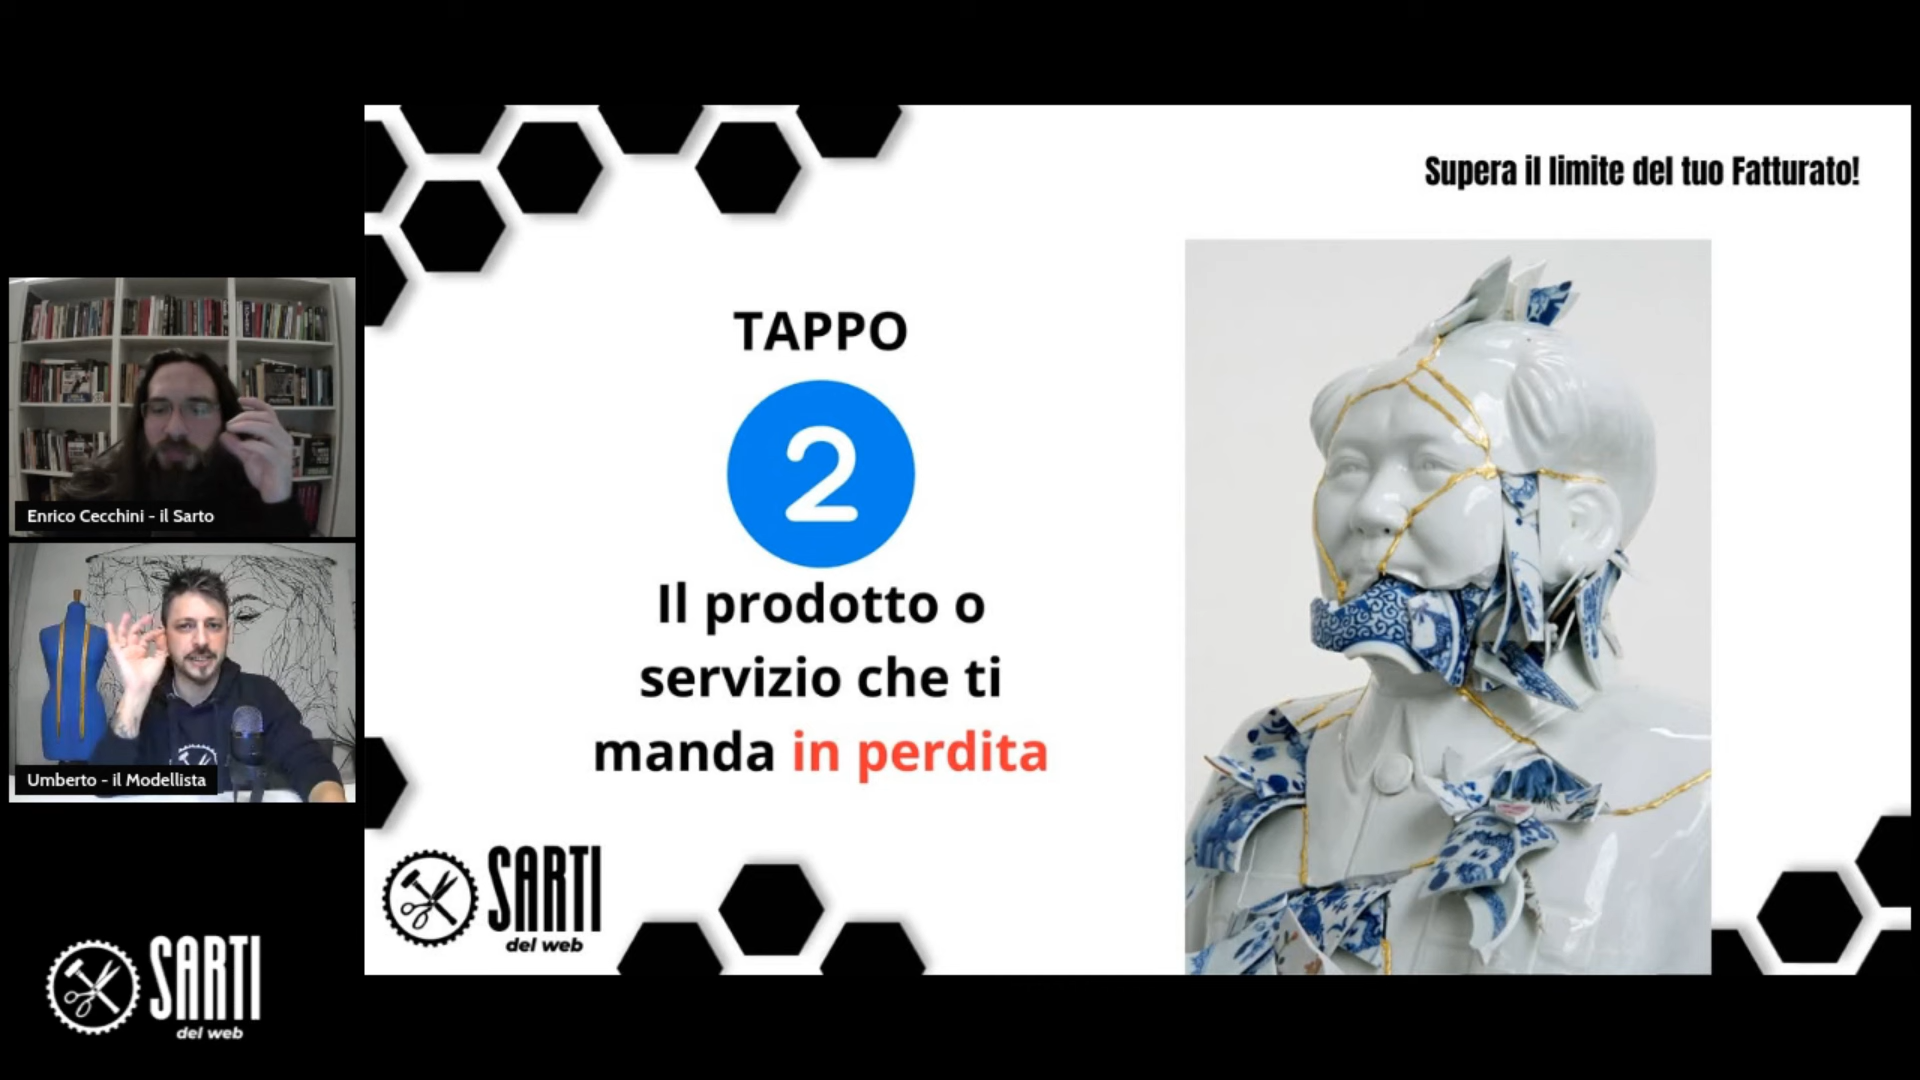 Supera il limite del tuo Fatturato!
TAPPO
2
Il prodotto o
servizio che ti
manda in perdita
SARTI
del web
Enrico Cecchini - il Sarto
Umberto - il Modellista
SARTI
del web